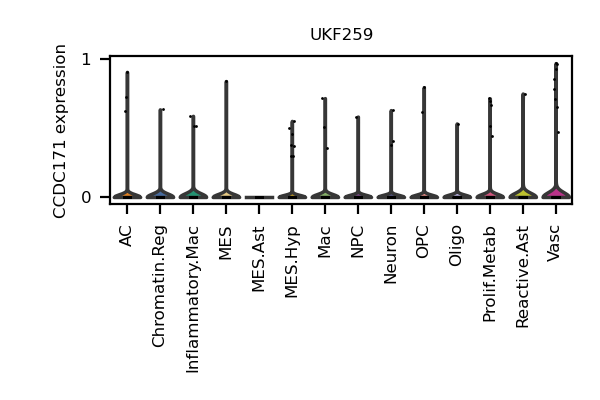 UKF259
CCDC171 expression
1
0
AC
Chromatin.Reg
Inflammatory.Mac
MES
MES.Ast
MES.Hyp
Mac
NPC
Neuron
OPC
Oligo
Prolif.Metab
Reactive.Ast
Vasc